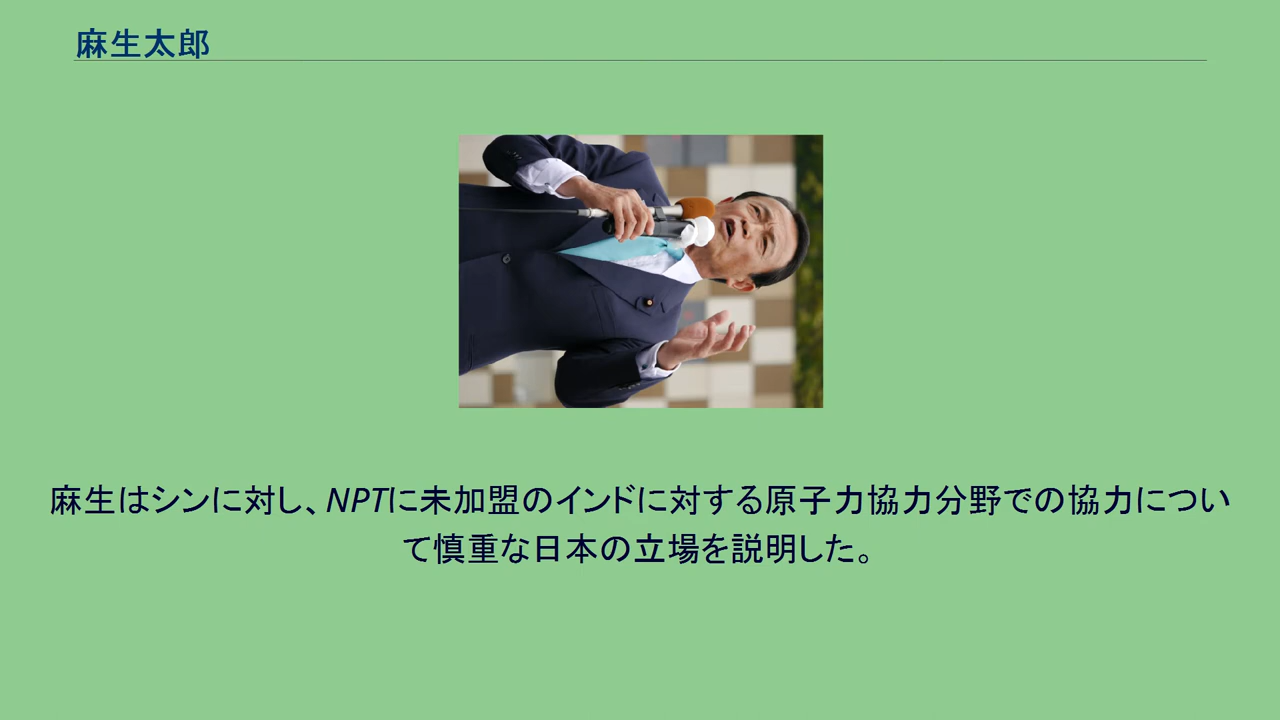 麻生太郎
麻生はシンに対し、NPTに未加盟のインドに対する原子力協力分野での協力につい
て慎重な日本の立場を説明した。